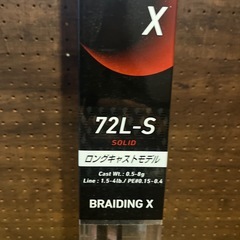 X
72L-S
SOLID
ロングキャストモデル
Cast Wt.: 0.5-8g
Line : 1.5-4lb./ PE#0.15-0.4
BRAIDING X